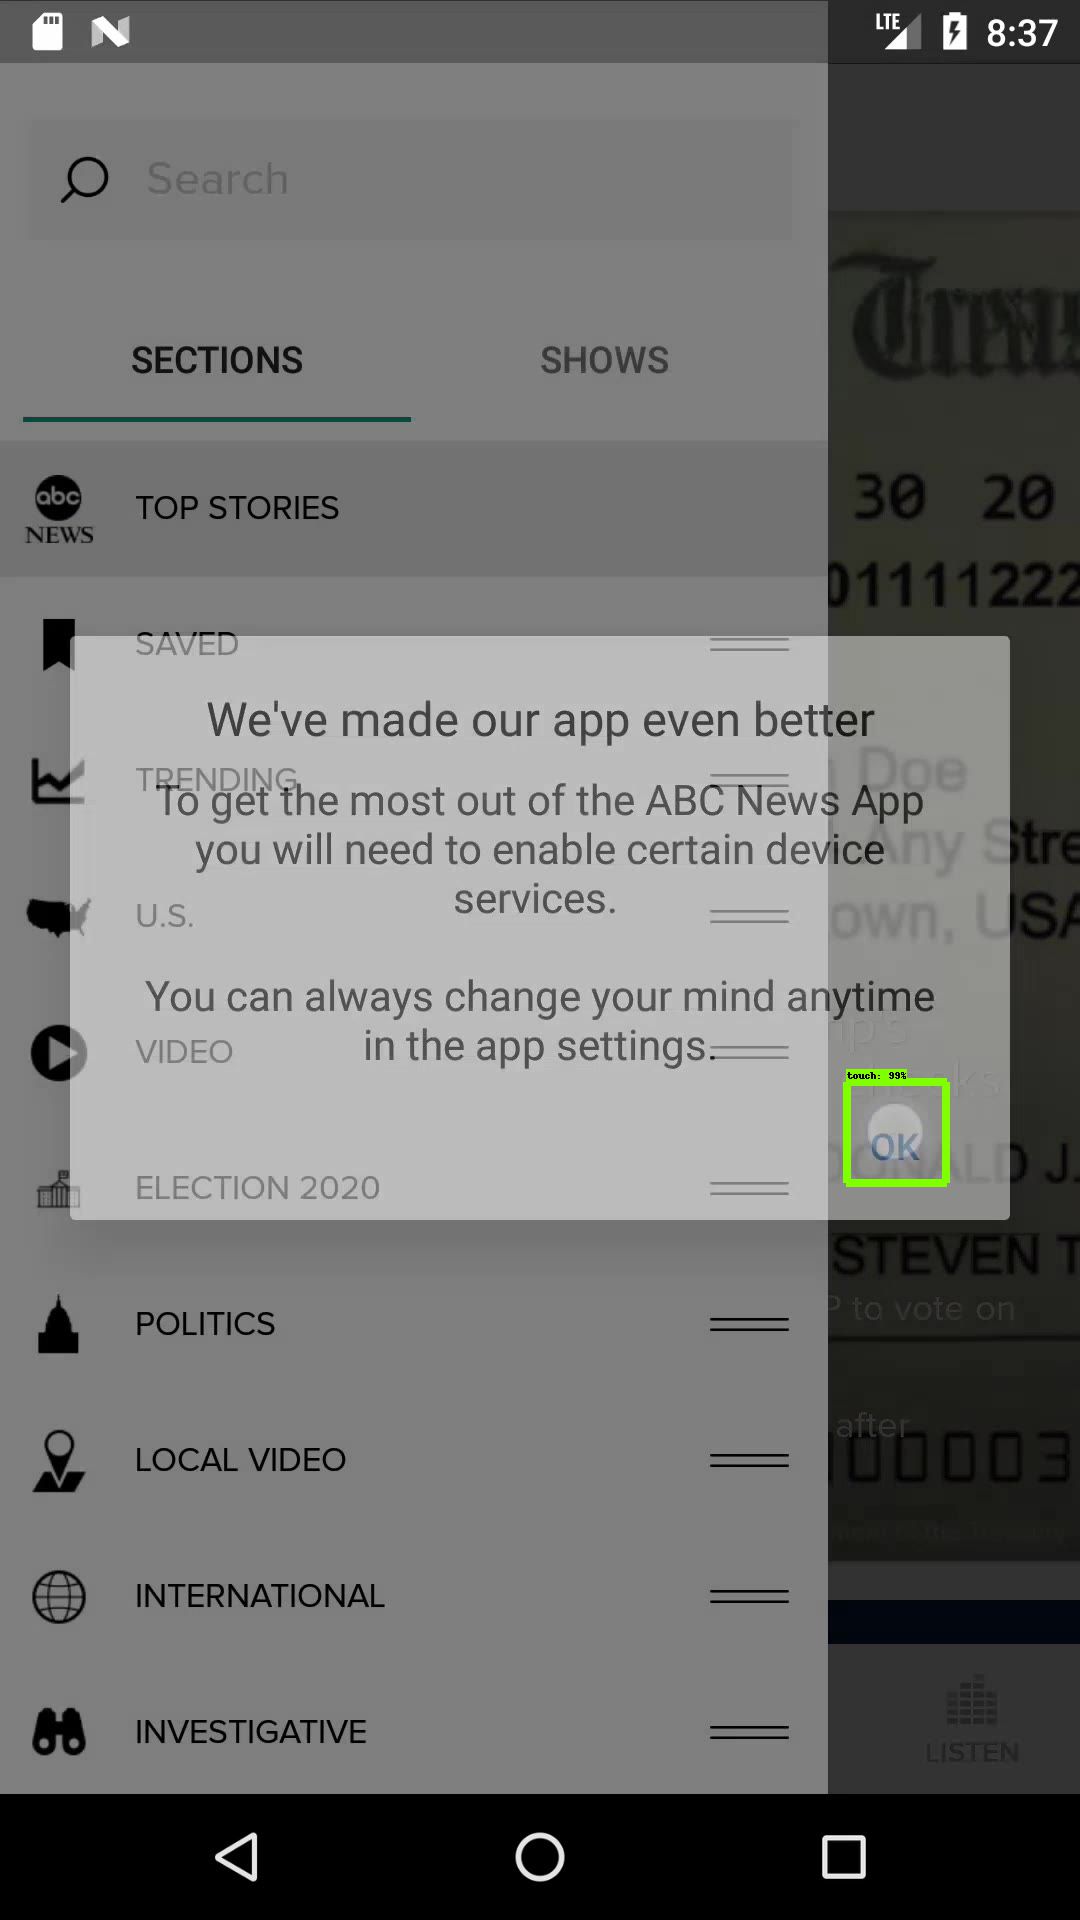 LTE 8:37
Search
SECTIONS SHOWS
30 20
abc NEWS
TOP STORIES
01111222
SAVED
We've made our app even better
Doe
TRENDING
To get the most out of the ABC News App
you will need to enable certain device
services.
Any Stre
U.S.
own, USA
You can always change your mind anytime
in the app settings.
VIDEO
touch: 99%
OK
DONALD J.
ELECTION 2020
STEVEN T
POLITICS
P to vote on
after
LOCAL VIDEO
00003
INTERNATIONAL
INVESTIGATIVE
LISTEN